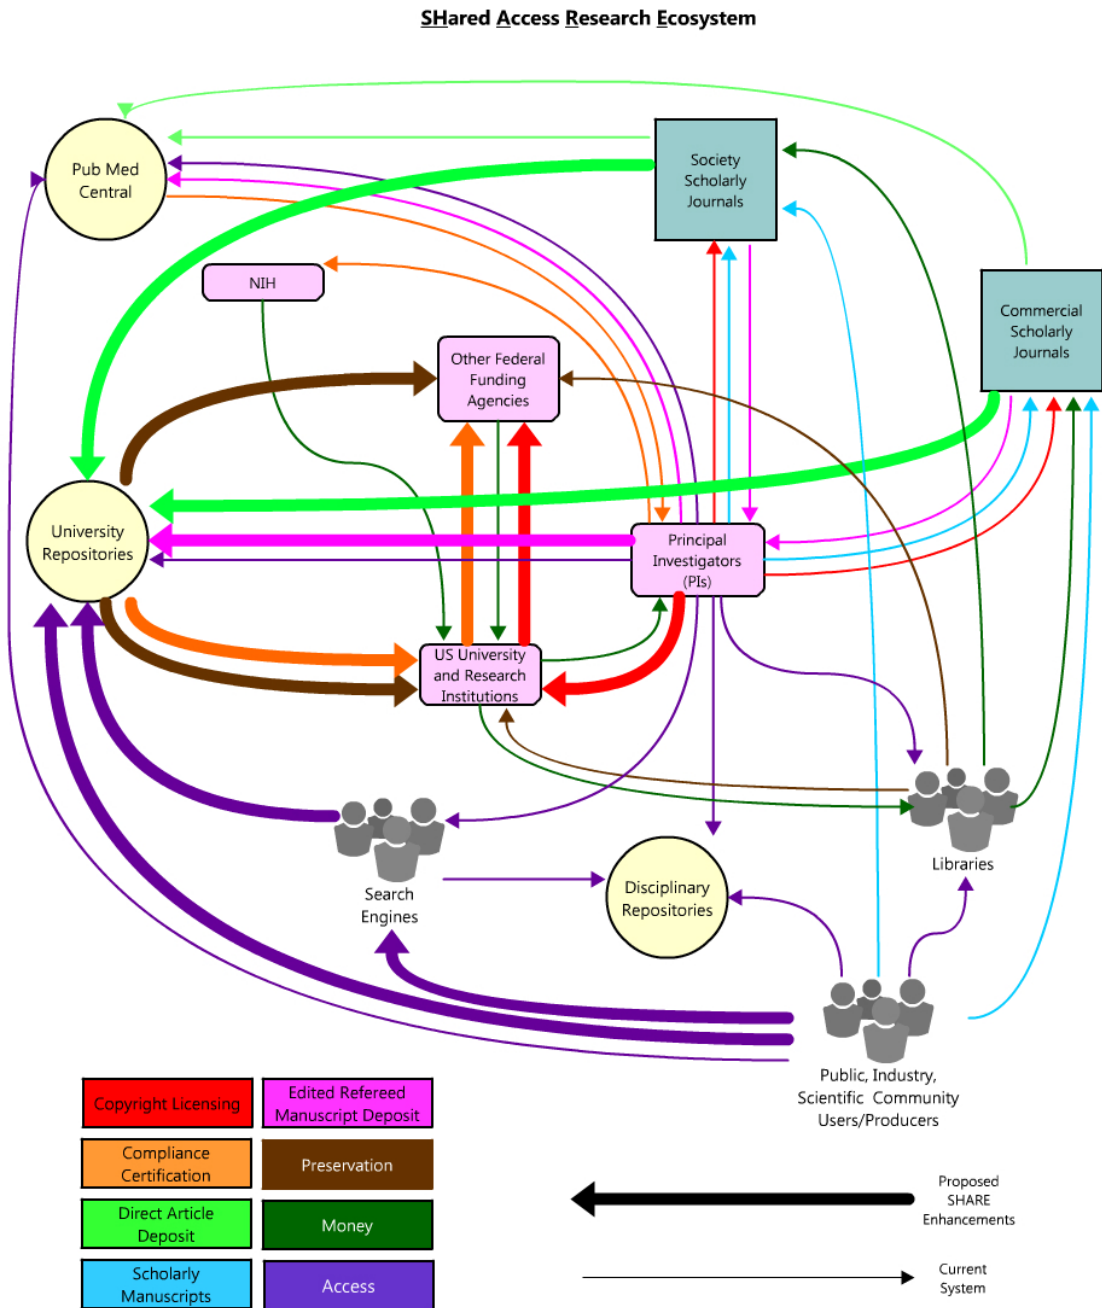 SHared Access Research Ecosystem
Pub Med
Central
Society
Scholarly
Journals
NIH
Commercial
Scholarly
Journals
Other Federal
Funding
Agencies
University
Repositories
Principal
Investigators
(PIs)
US University
and Research
Institutions
Search
Engines
Disciplinary
Repositories
Libraries
Public, Industry,
Scientific Community
Users/Producers
Copyright Licensing
Edited Refereed
Manuscript Deposit
Compliance
Certification
Preservation
Direct Article
Deposit
Money
Scholarly
Manuscripts
Access
Proposed
SHARE
Enhancements
Current
System